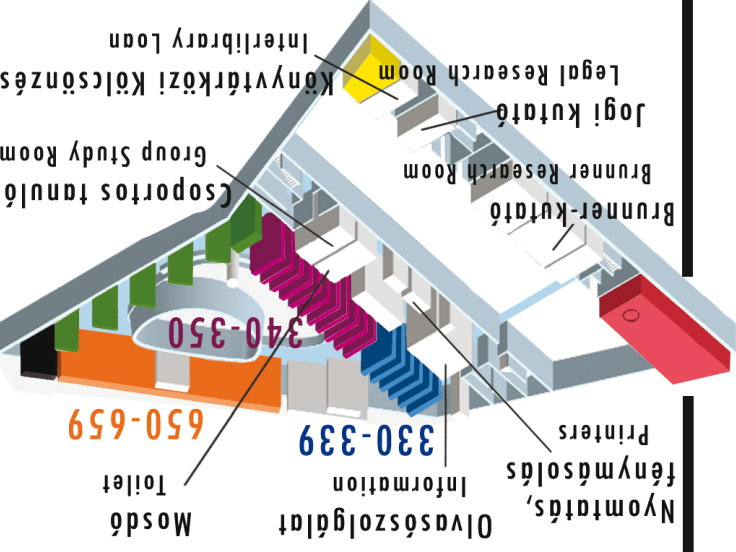 Nyomtatás,
fénymásolás
Printers
Olvasószolgálat
Information
Mosdó
Toilet
330-339
650-659
340-350
Brunner-kutató
Brunner Research Room
Csoportos tanuló
Group Study Room
Jogi kutató
Legal Research Room
Könyvtárközi Kölcsönzés
Interlibrary Loan